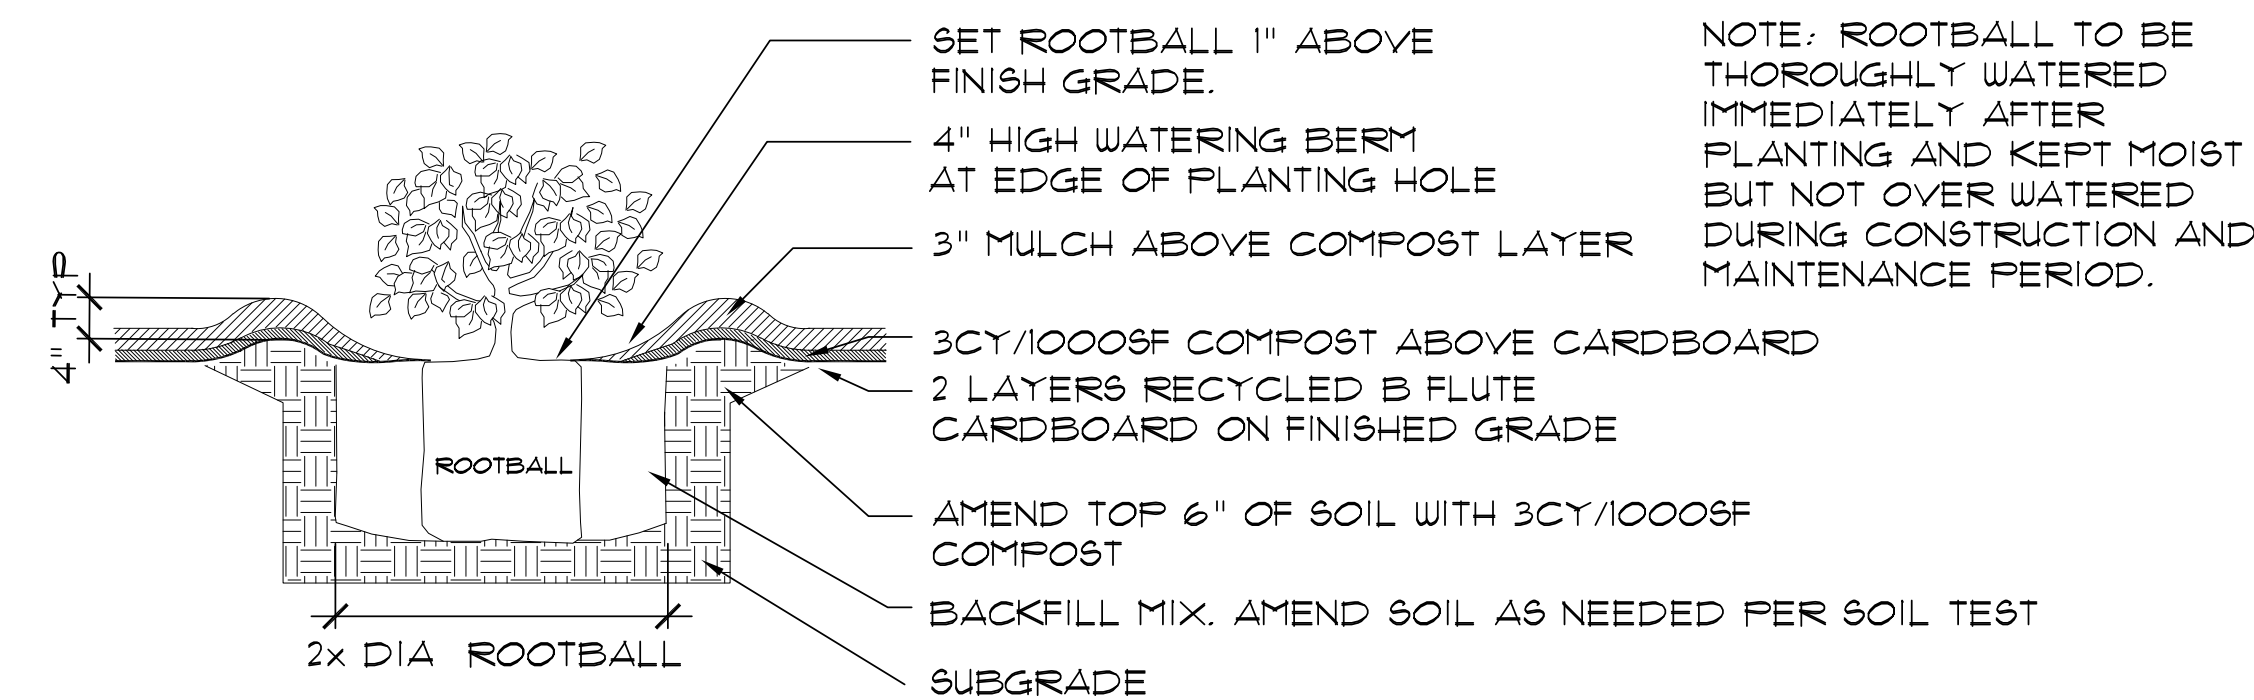 SET ROOTBALL 1" ABOVE
FINISH GRADE.
4" HIGH WATERING BERM
AT EDGE OF PLANTING HOLE
3" MULCH ABOVE COMPOST LAYER
3CY/1000SF COMPOST ABOVE CARDBOARD
2 LAYERS RECYCLED B FLUTE
CARDBOARD ON FINISHED GRADE
AMEND TOP 6" OF SOIL WITH 3CY/1000SF
COMPOST
BACKFILL MIX. AMEND SOIL AS NEEDED PER SOIL TEST
SUBGRADE
NOTE: ROOTBALL TO BE
THOROUGHLY WATERED
IMMEDIATELY AFTER
PLANTING AND KEPT MOIST
BUT NOT OVER WATERED
DURING CONSTRUCTION AND
MAINTENANCE PERIOD.
4" TYP
ROOTBALL
2x DIA ROOTBALL